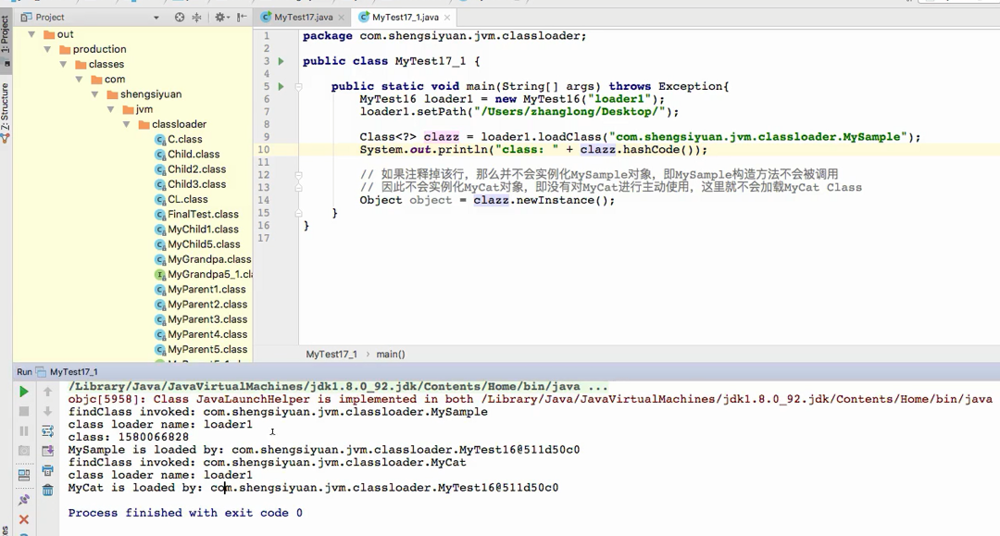 Project
MyTest17.java
MyTest17_1.java
1: Project
Z: Structure
out
production
classes
com
shengsiyuan
jvm
classloader
C.class
Child.class
Child2.class
Child3.class
CL.class
FinalTest.class
MyChild1.class
MyChild5.class
MyGrandpa.class
MyGrandpa5_1.cl
MyParent1.class
MyParent2.class
MyParent3.class
MyParent4.class
MyParent5.class
1 package com.shengsiyuan.jvm.classloader;
2
3 public class MyTest17_1 {
4
5 public static void main(String[] args) throws Exception{
6 MyTest16 loader1 = new MyTest16("loader1");
7 loader1.setPath("/Users/zhanglong/Desktop/");
8
9 Class<?> clazz = loader1.loadClass("com.shengsiyuan.jvm.classloader.MySample");
10 System.out.println("class: " + clazz.hashCode());
11
12 // 如果注释掉该行，那么并不会实例化MySample对象，即MySample构造方法不会被调用
13 // 因此不会实例化MyCat对象，即没有对MyCat进行主动使用，这里就不会加载MyCat Class
14 Object object = clazz.newInstance();
15 }
16 }
17
MyTest17_1 › main()
Run MyTest17_1
/Library/Java/JavaVirtualMachines/jdk1.8.0_92.jdk/Contents/Home/bin/java ...
objc[5958]: Class JavaLaunchHelper is implemented in both /Library/Java/JavaVirtualMachines/jdk1.8.0_92.jdk/Contents/Home/bin/java
findClass invoked: com.shengsiyuan.jvm.classloader.MySample
class loader name: loader1
class: 1580066828
MySample is loaded by: com.shengsiyuan.jvm.classloader.MyTest16@511d50c0
findClass invoked: com.shengsiyuan.jvm.classloader.MyCat
class loader name: loader1
MyCat is loaded by: com.shengsiyuan.jvm.classloader.MyTest16@511d50c0
Process finished with exit code 0